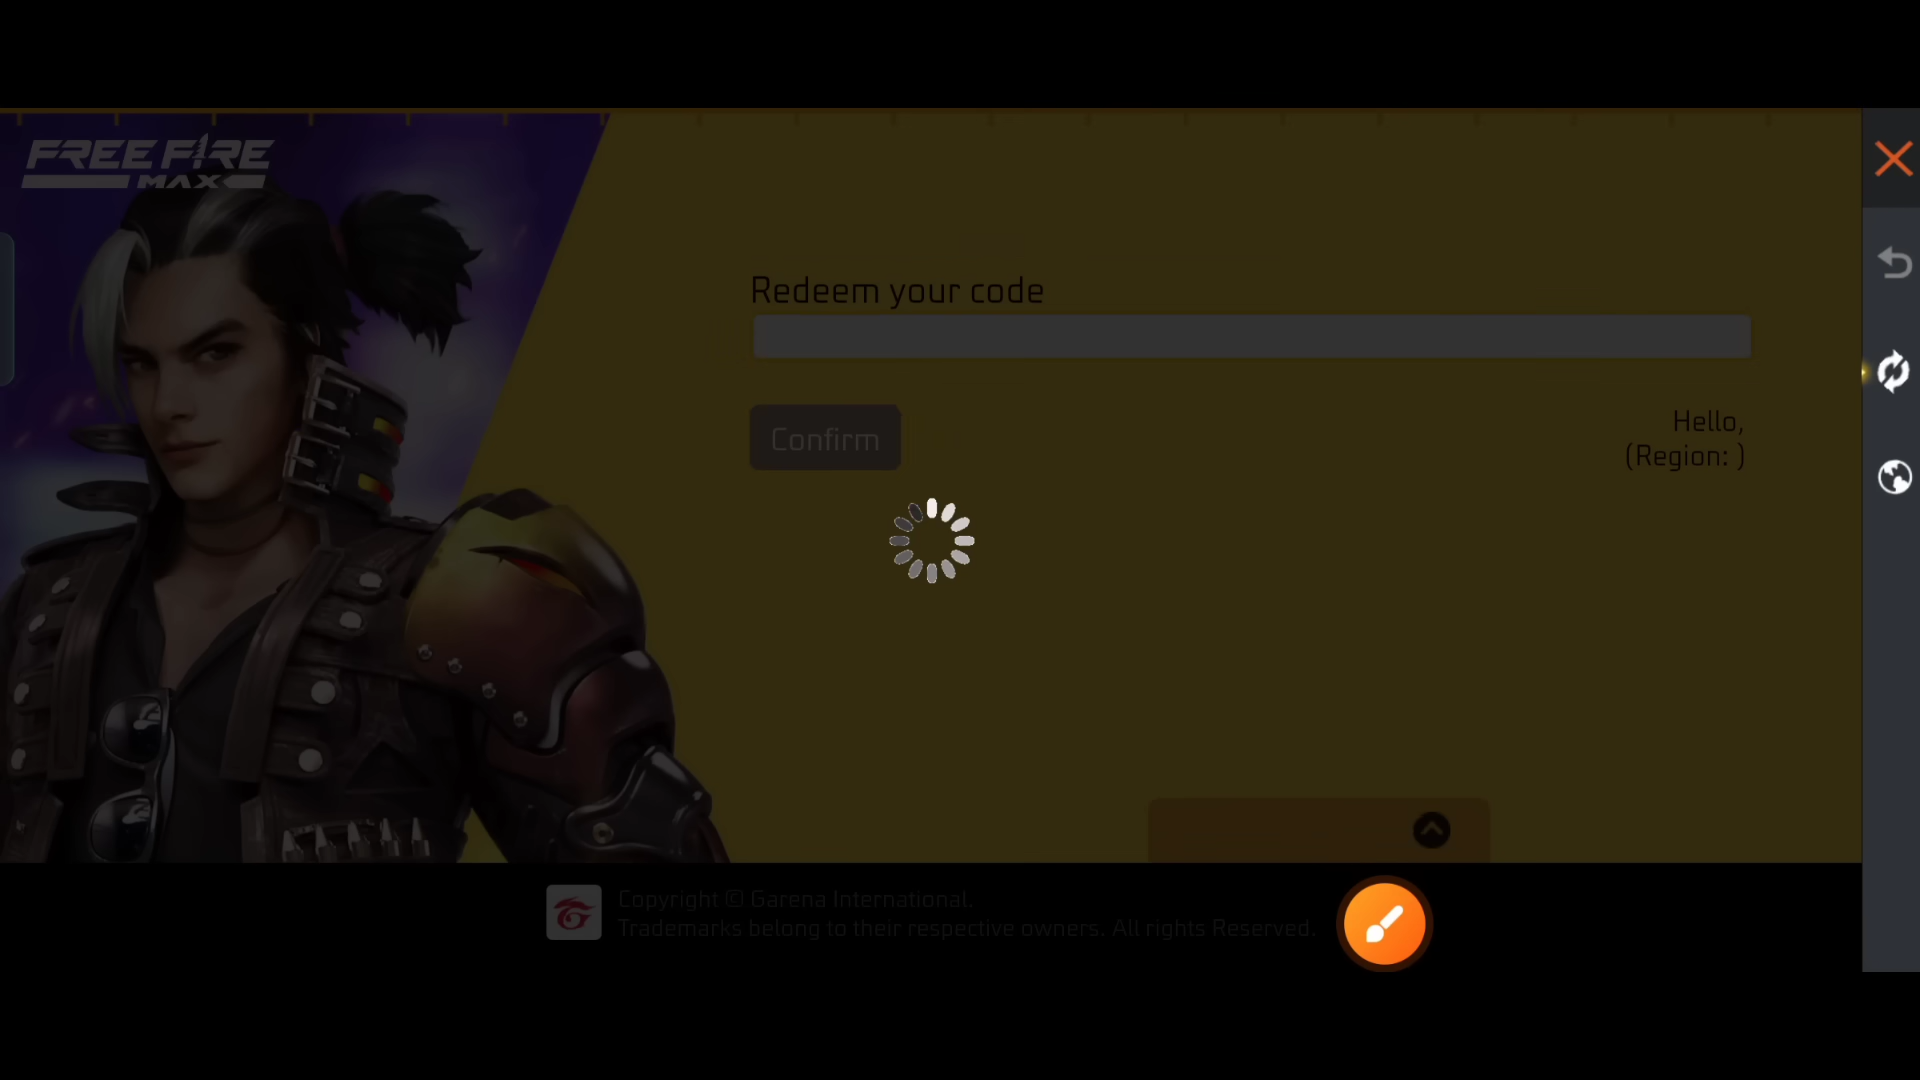 FREE FIRE
MAX
Redeem your code
Confirm
Hello,
(Region: )
Copyright © Garena International.
Trademarks belong to their respective owners. All rights Reserved.